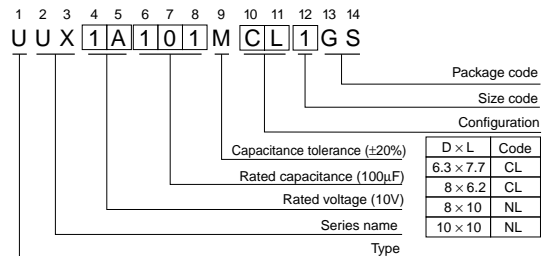 1 2 3 4 5 6 7 8 9 10 11 12 13 14
U U X 1 A 1 0 1 M C L 1 G S
Package code
Size code
Configuration
Capacitance tolerance (±20%)
Rated capacitance (100µF)
Rated voltage (10V)
Series name
Type
D × L Code
6.3 × 7.7 CL
8 × 6.2 CL
8 × 10 NL
10 × 10 NL